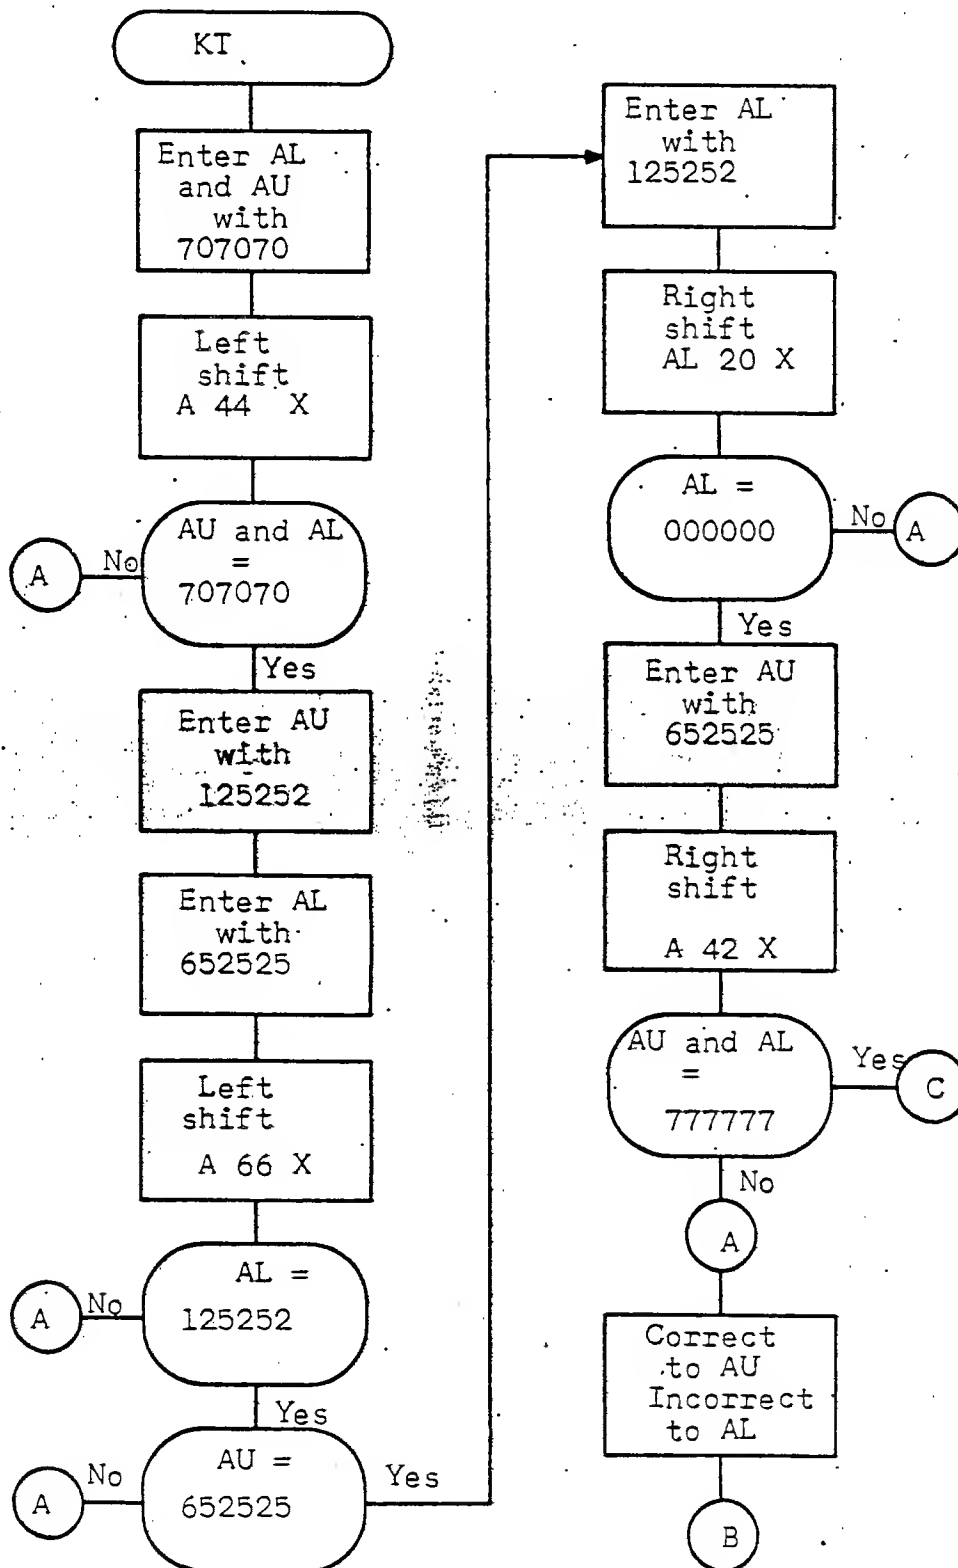 KT
Enter AL
and AU
with
707070
Left
shift
A 44 X
AU and AL
=
707070
No
A
Yes
Enter AU
with
125252
Enter AL
with
652525
Left
shift
A 66 X
AL =
125252
No
A
Yes
AU =
652525
No
A
Yes
Enter AL
with
125252
Right
shift
AL 20 X
AL =
000000
No
A
Yes
Enter AU
with
652525
Right
shift
A 42 X
AU and AL
=
777777
Yes
C
No
A
Correct
to AU
Incorrect
to AL
B